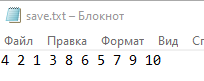 save.txt – Блокнот
Файл Правка Формат Вид
4 2 1 3 8 6 5 7 9 10